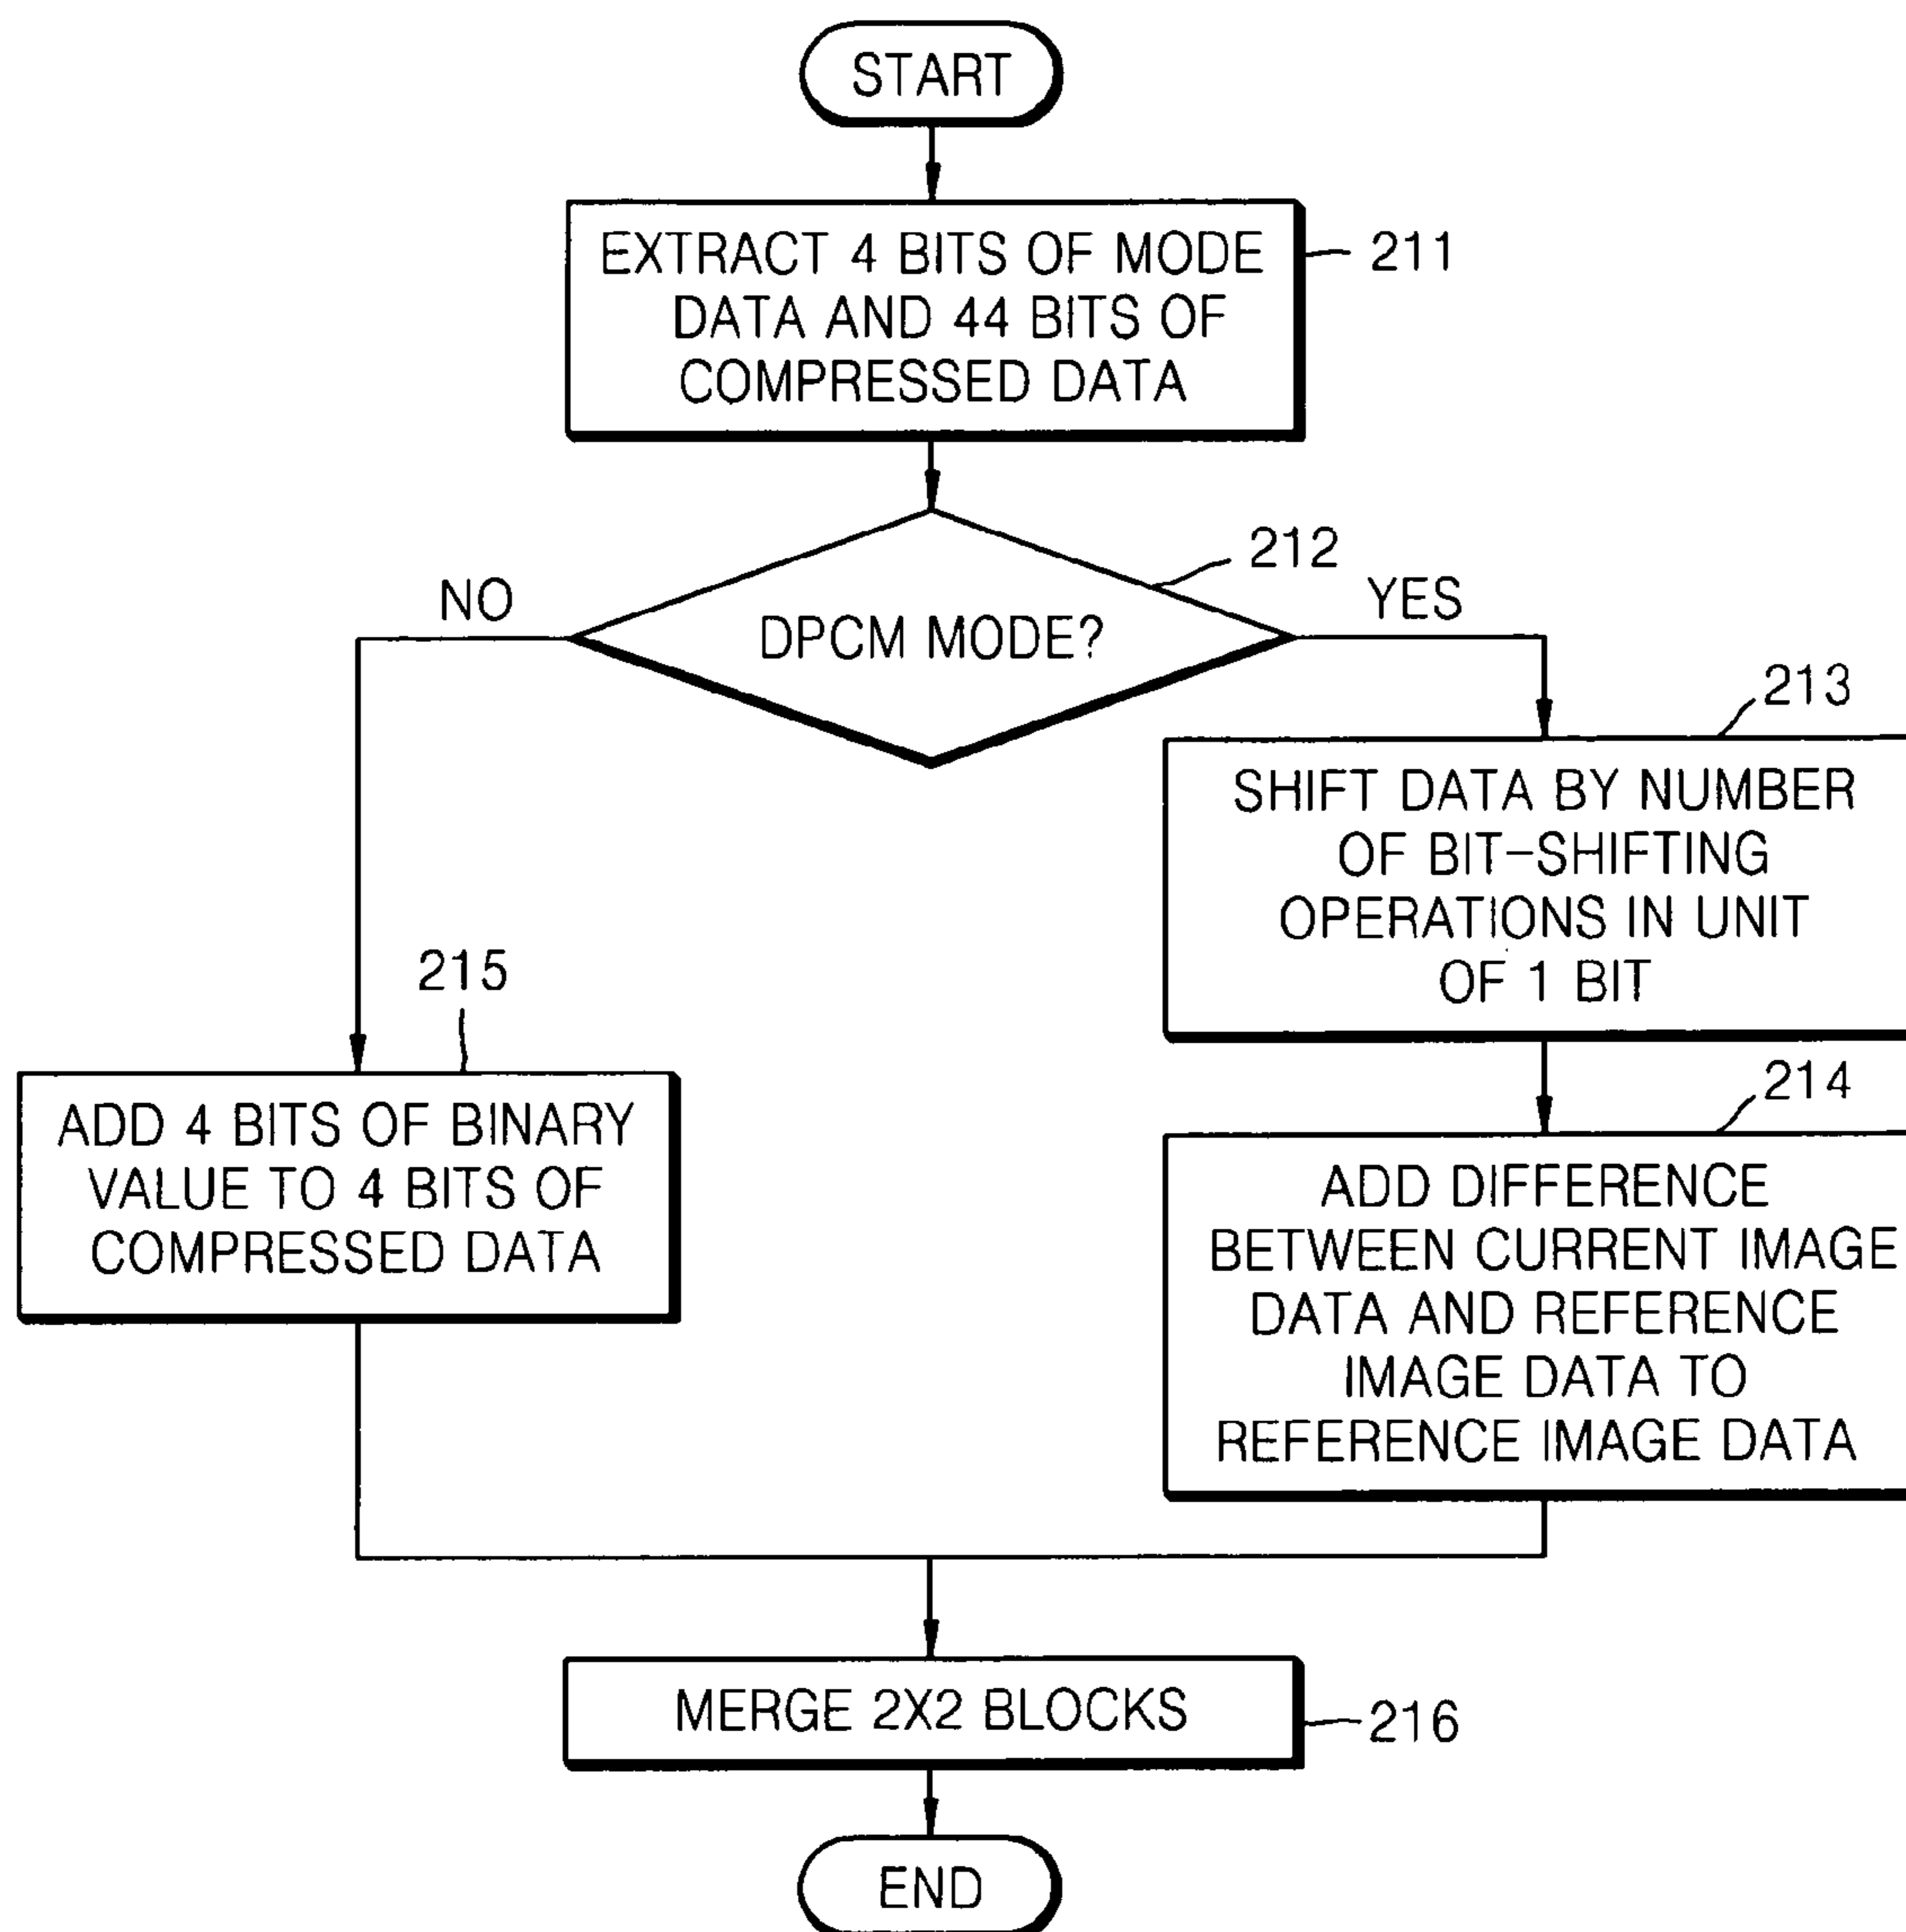 START
EXTRACT 4 BITS OF MODE
DATA AND 44 BITS OF
COMPRESSED DATA
211
212
NO
YES
DPCM MODE?
213
SHIFT DATA BY NUMBER
OF BIT-SHIFTING
OPERATIONS IN UNIT
OF 1 BIT
215
ADD 4 BITS OF BINARY
VALUE TO 4 BITS OF
COMPRESSED DATA
214
ADD DIFFERENCE
BETWEEN CURRENT IMAGE
DATA AND REFERENCE
IMAGE DATA TO
REFERENCE IMAGE DATA
MERGE 2X2 BLOCKS
216
END